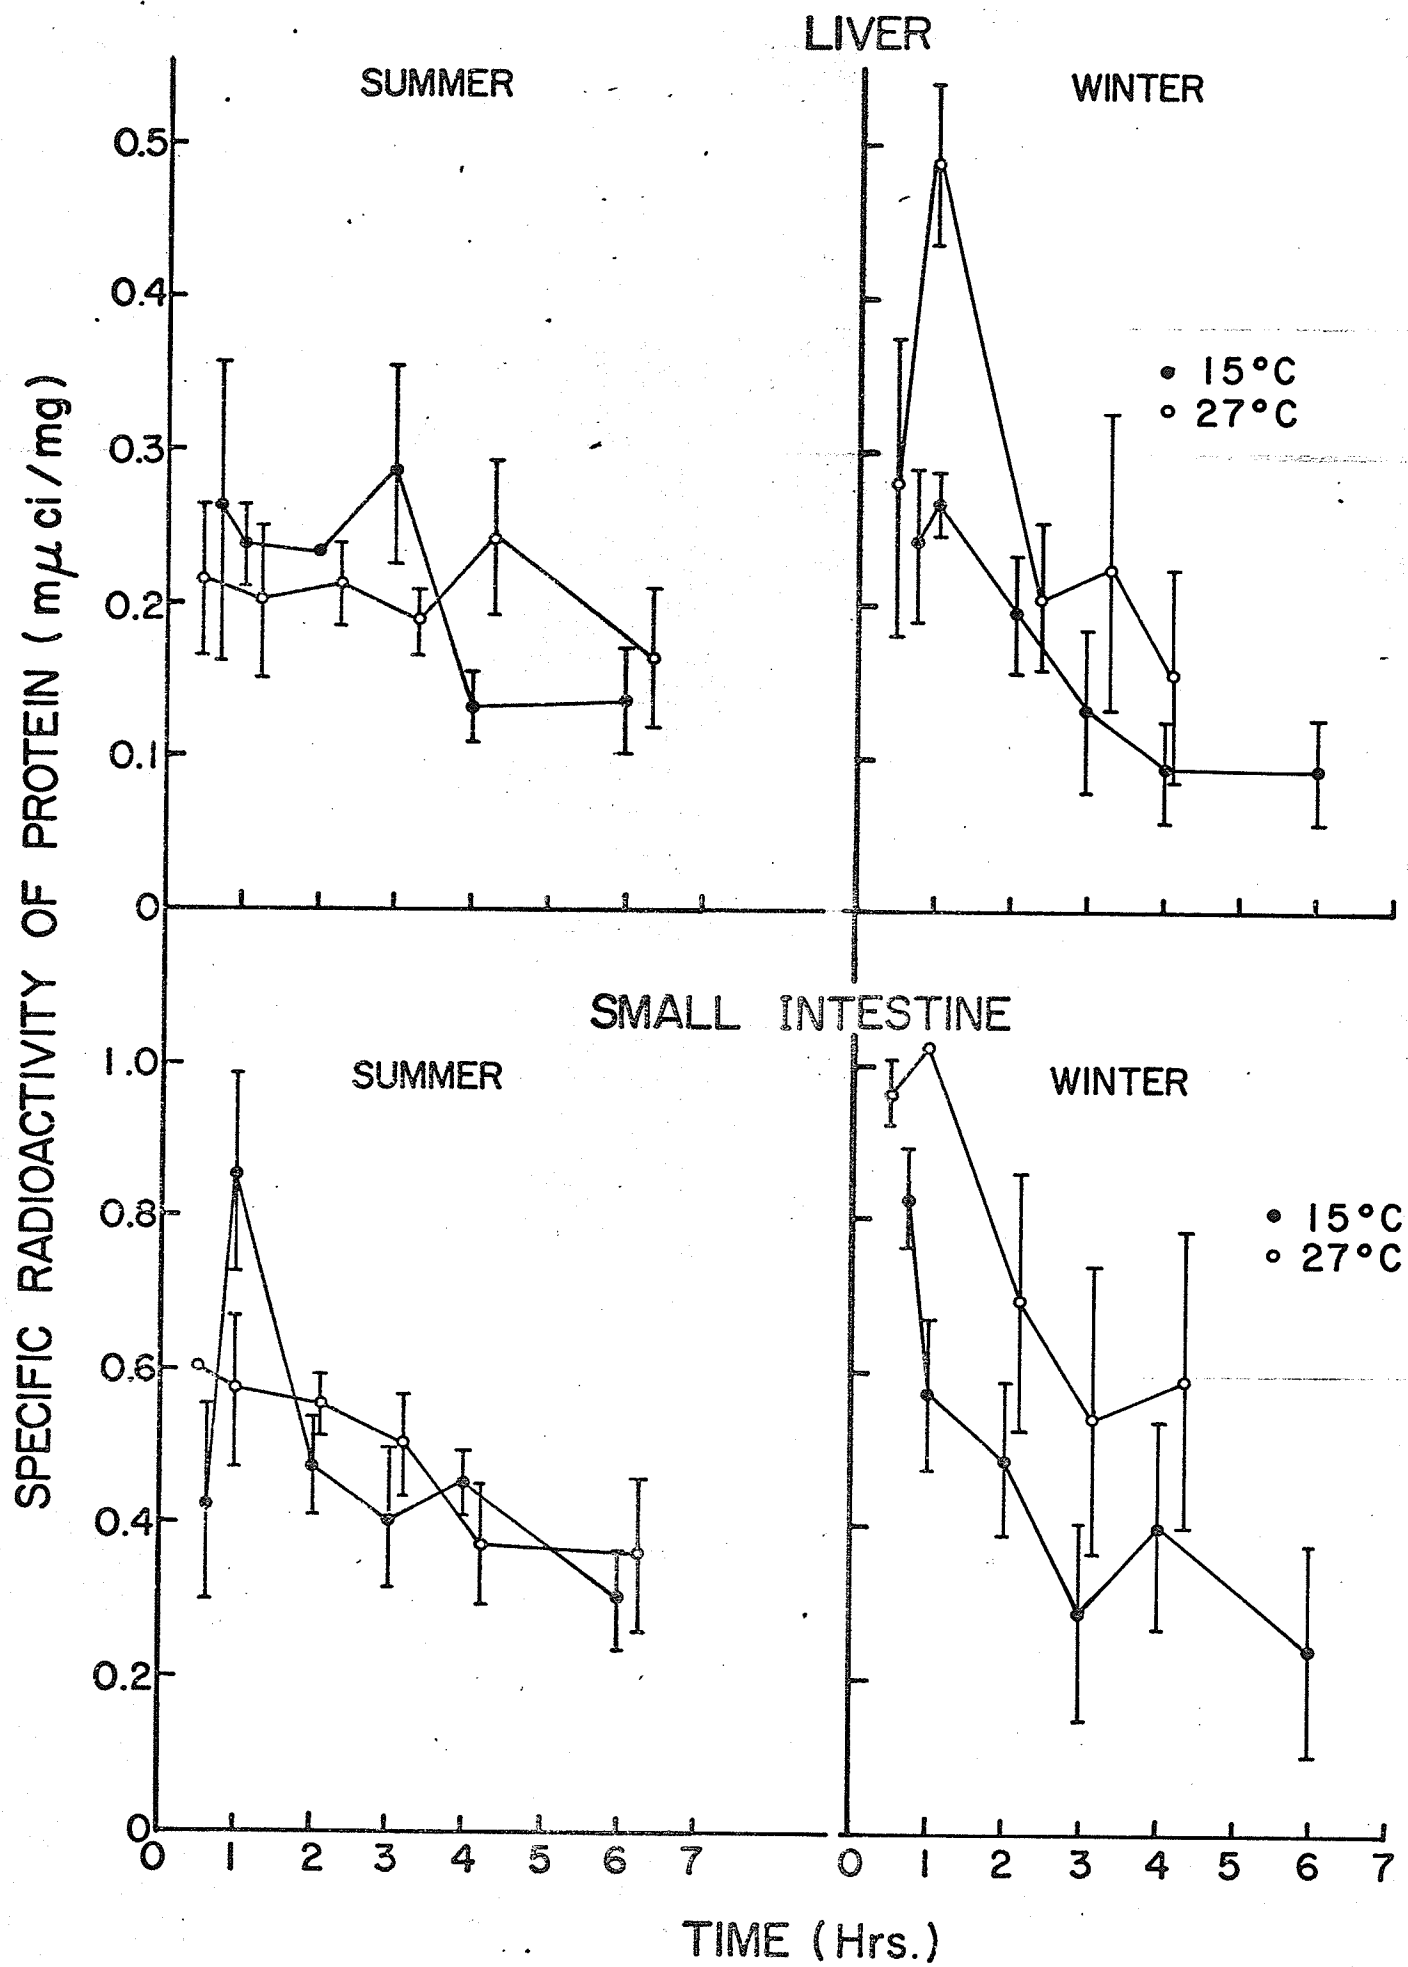 LIVER
SUMMER
WINTER
0.5
0.4
0.3
0.2
0.1
0
15°C
27°C
SPECIFIC RADIOACTIVITY OF PROTEIN (mμ ci/mg)
SMALL INTESTINE
SUMMER
WINTER
1.0
0.8
0.6
0.4
0.2
0
15°C
27°C
0 1 2 3 4 5 6 7
0 1 2 3 4 5 6 7
TIME (Hrs.)